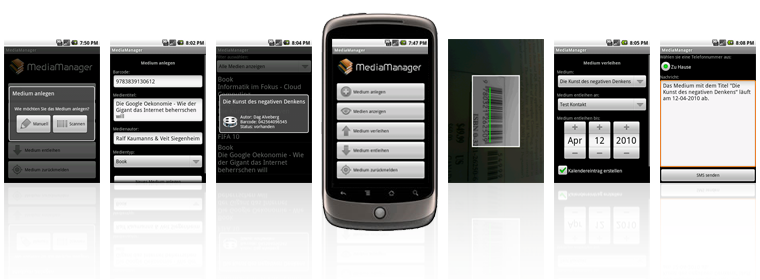 7:50 PM
MediaManager
MediaManager
Medium anlegen
Wie möchten Sie das Medium anlegen?
Manuell
Scannen
Medium entleihen
Medium zurückmelden
8:02 PM
MediaManager
Medium anlegen
Barcode:
9783839130612
Medientitel:
Die Google Oekonomie - Wie der
Gigant das Internet beherrschen
will
Medienautor:
Ralf Kaumanns & Veit Siegenheim
Medientyp:
Book
8:04 PM
MediaManager
Alle Medien anzeigen
Book
Informatik im Fokus - Cloud
Die Kunst des negativen Denkens
Autor: Dag Alveberg
Barcode: 042564096545
Status: vorhanden
FIFA 10
Book
Die Google Oekonomie - Wie
der Gigant das Internet
beherrschen will
7:47 PM
MediaManager
MediaManager
Medium anlegen
Medien anzeigen
Medium verleihen
Medium entleihen
Medium zurückmelden
ISBN
8:05 PM
MediaManager
Medium verleihen
Medium:
Die Kunst des negativen Denkens
Medium entleihen an:
Test Kontakt
Medium entleihen bis:
+ + +
Apr 12 2010
− − −
Kalendereintrag erstellen
8:08 PM
MediaManager
Wählen sie eine Telefonnummer aus:
Zu Hause
Nachricht:
Das Medium mit dem Titel "Die
Kunst des negativen Denkens" läuft
am 12-04-2010 ab.
SMS senden